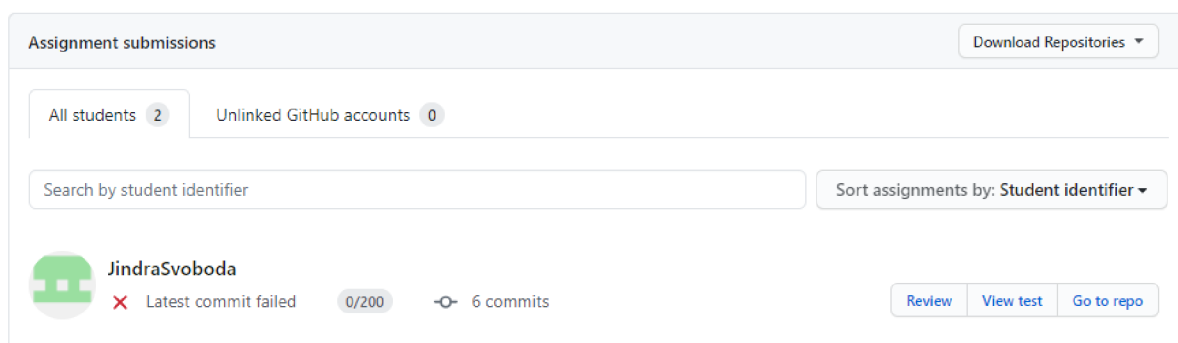 Assignment submissions
Download Repositories
All students 2
Unlinked GitHub accounts 0
Search by student identifier
Sort assignments by: Student identifier
JindraSvoboda
Latest commit failed 0/200 6 commits
Review View test Go to repo